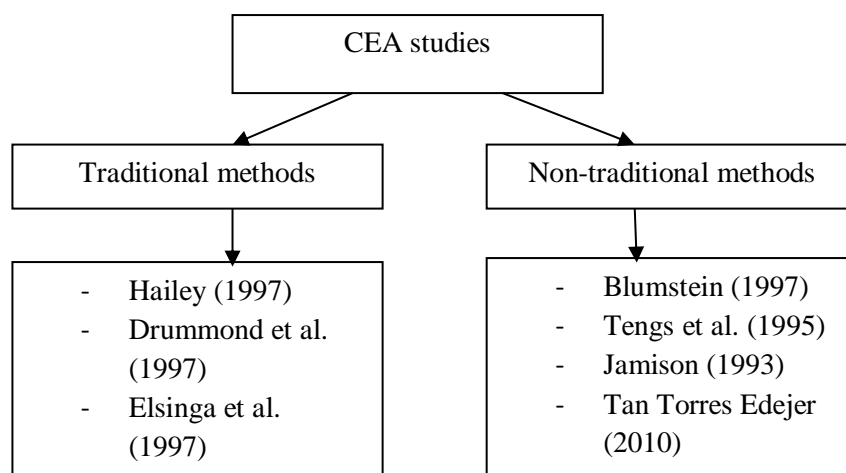 CEA studies
Traditional methods
Non-traditional methods
- Hailey (1997)
- Drummond et al.
(1997)
- Elsinga et al.
(1997)
- Blumstein (1997)
- Tengs et al. (1995)
- Jamison (1993)
- Tan Torres Edejer
(2010)